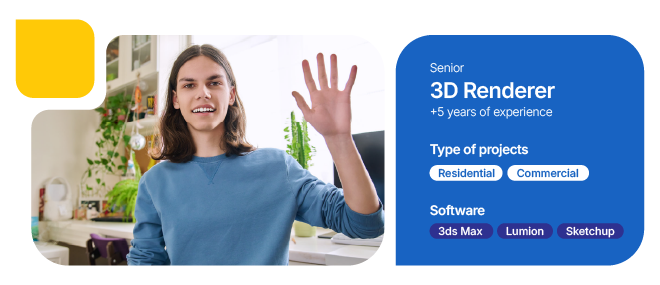 Senior
3D Renderer
+5 years of experience
Type of projects
Residential Commercial
Software
3ds Max Lumion Sketchup